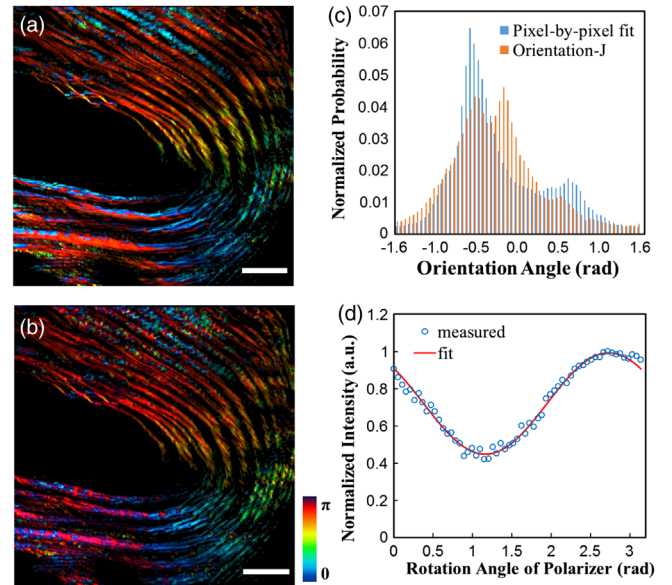 (a)
(b)
π
0
(c)
0.07
0.06
0.05
0.04
0.03
0.02
0.01
0
Normalized Probability
Pixel-by-pixel fit
Orientation-J
-1.6 -1.0 -0.5 0.0 0.5 1.0 1.6
Orientation Angle (rad)
(d)
1.2
1
0.8
0.6
0.4
0.2
0
Normalized Intensity (a.u.)
measured
fit
0 0.5 1 1.5 2 2.5 3
Rotation Angle of Polarizer (rad)